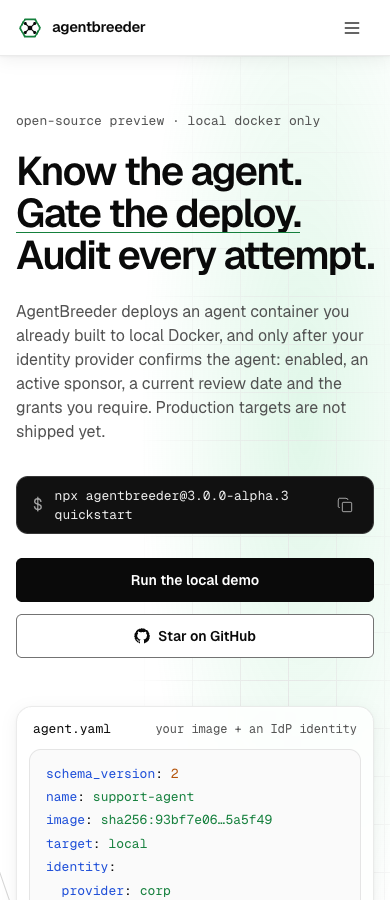 agentbreeder
open-source preview · local docker only
Know the agent.
Gate the deploy.
Audit every attempt.
AgentBreeder deploys an agent container you
already built to local Docker, and only after your
identity provider confirms the agent: enabled, an
active sponsor, a current review date and the
grants you require. Production targets are not
shipped yet.
$ npx agentbreeder@3.0.0-alpha.3
quickstart
Run the local demo
Star on GitHub
agent.yaml your image + an IdP identity
schema_version: 2
name: support-agent
image: sha256:93bf7e06…5a5f49
target: local
identity:
provider: corp